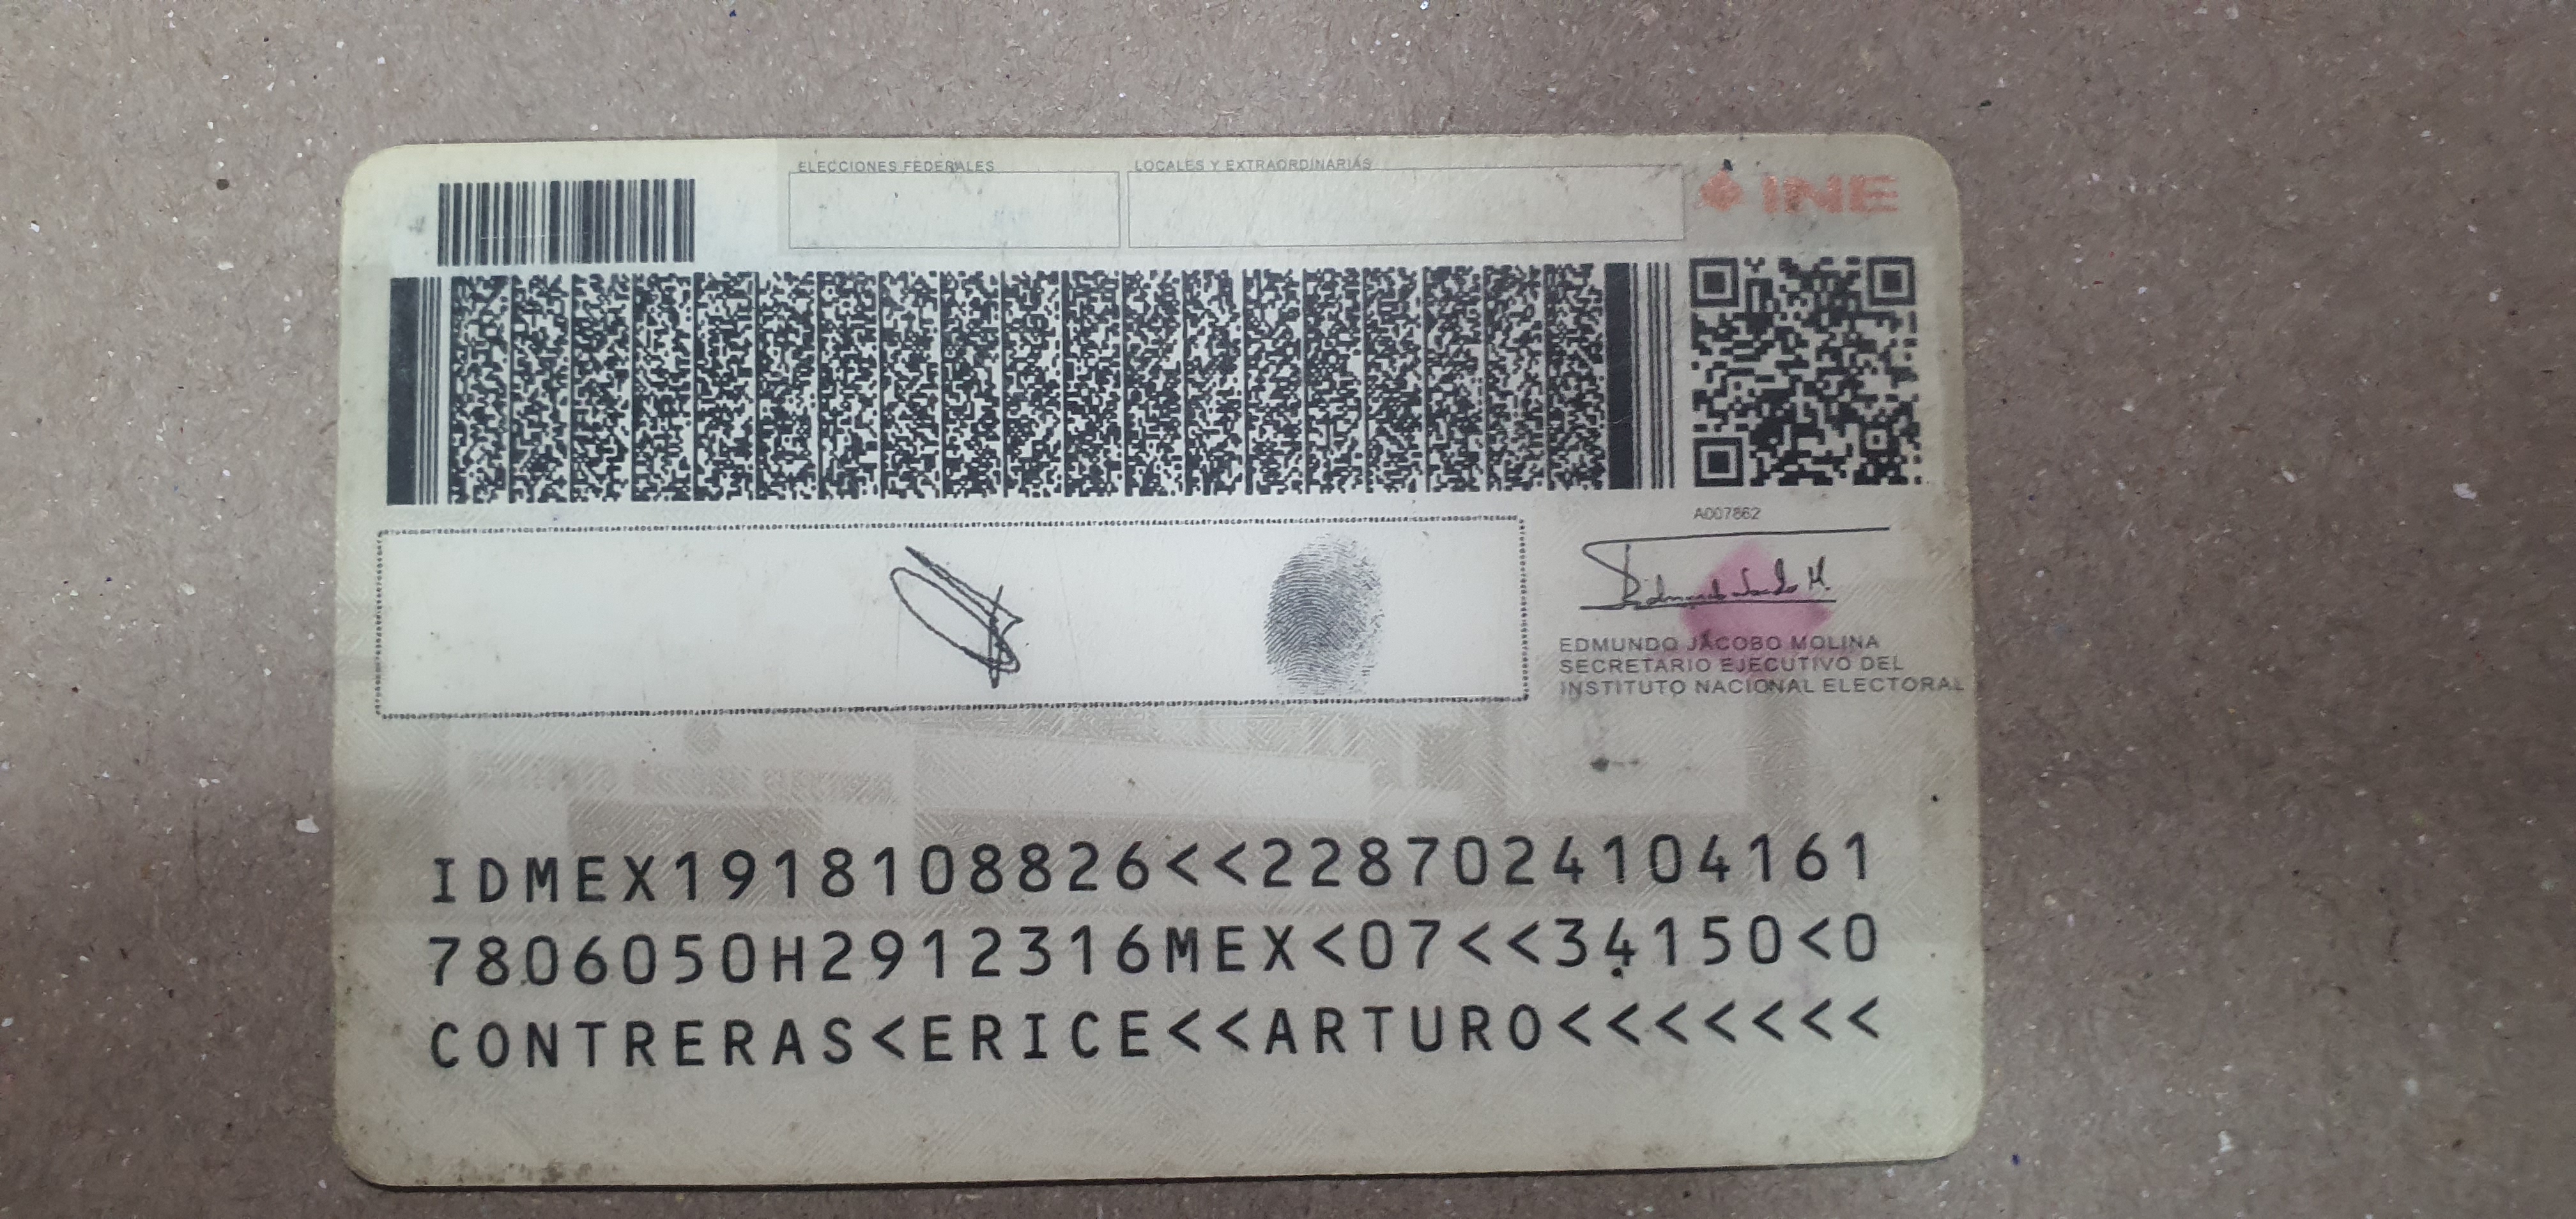 ELECCIONES FEDERALES
LOCALES Y EXTRAORDINARIAS
INE
A007862
EDMUNDO JACOBO MOLINA
SECRETARIO EJECUTIVO DEL
INSTITUTO NACIONAL ELECTORAL
IDMEX1918108826<<2287024104161
7806050H2912316MEX<07<<34150<0
CONTRERAS<ERICE<<ARTURO<<<<<<<